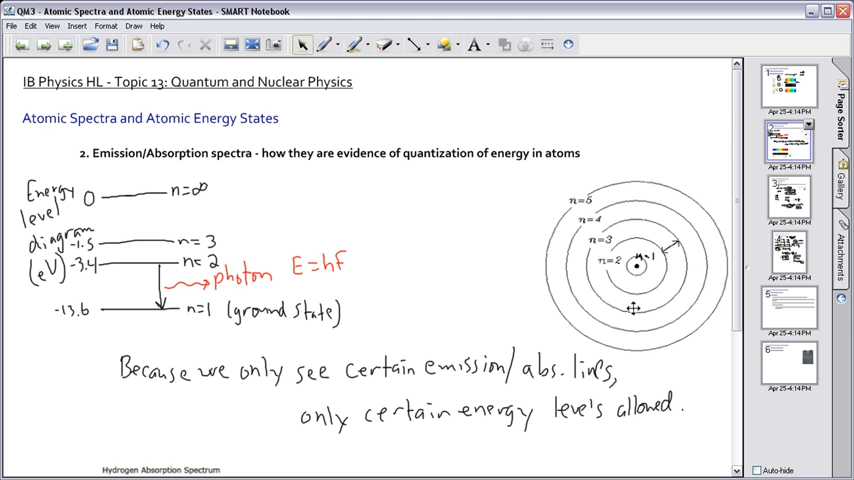 QM3 - Atomic Spectra and Atomic Energy States - SMART Notebook
File Edit View Insert Format Draw Help
IB Physics HL - Topic 13: Quantum and Nuclear Physics
Atomic Spectra and Atomic Energy States
2. Emission/Absorption spectra - how they are evidence of quantization of energy in atoms
Energy level diagram (eV)
0 n=∞
-1.5 n=3
-3.4 n=2
photon E=hf
-13.6 n=1 (ground state)
n=5
n=4
n=3
n=2
n=1
Because we only see certain emission/abs. lines,
only certain energy levels allowed.
Hydrogen Absorption Spectrum
1
Apr 25-4:14 PM
2
Apr 25-4:14 PM
3
Apr 25-4:14 PM
Apr 25-4:14 PM
5
Apr 25-4:14 PM
6
Apr 25-4:14 PM
Page Sorter
Gallery
Attachments
Auto-hide